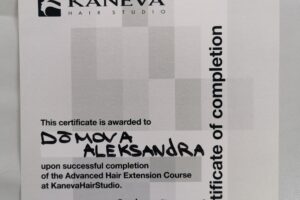 KANEVA
HAIR STUDIO
This certificate is awarded to
DOMOVA
ALEKSANDRA
upon successful completion
of the Advanced Hair Extension Course
at KanevaHairStudio.
tificate of completion